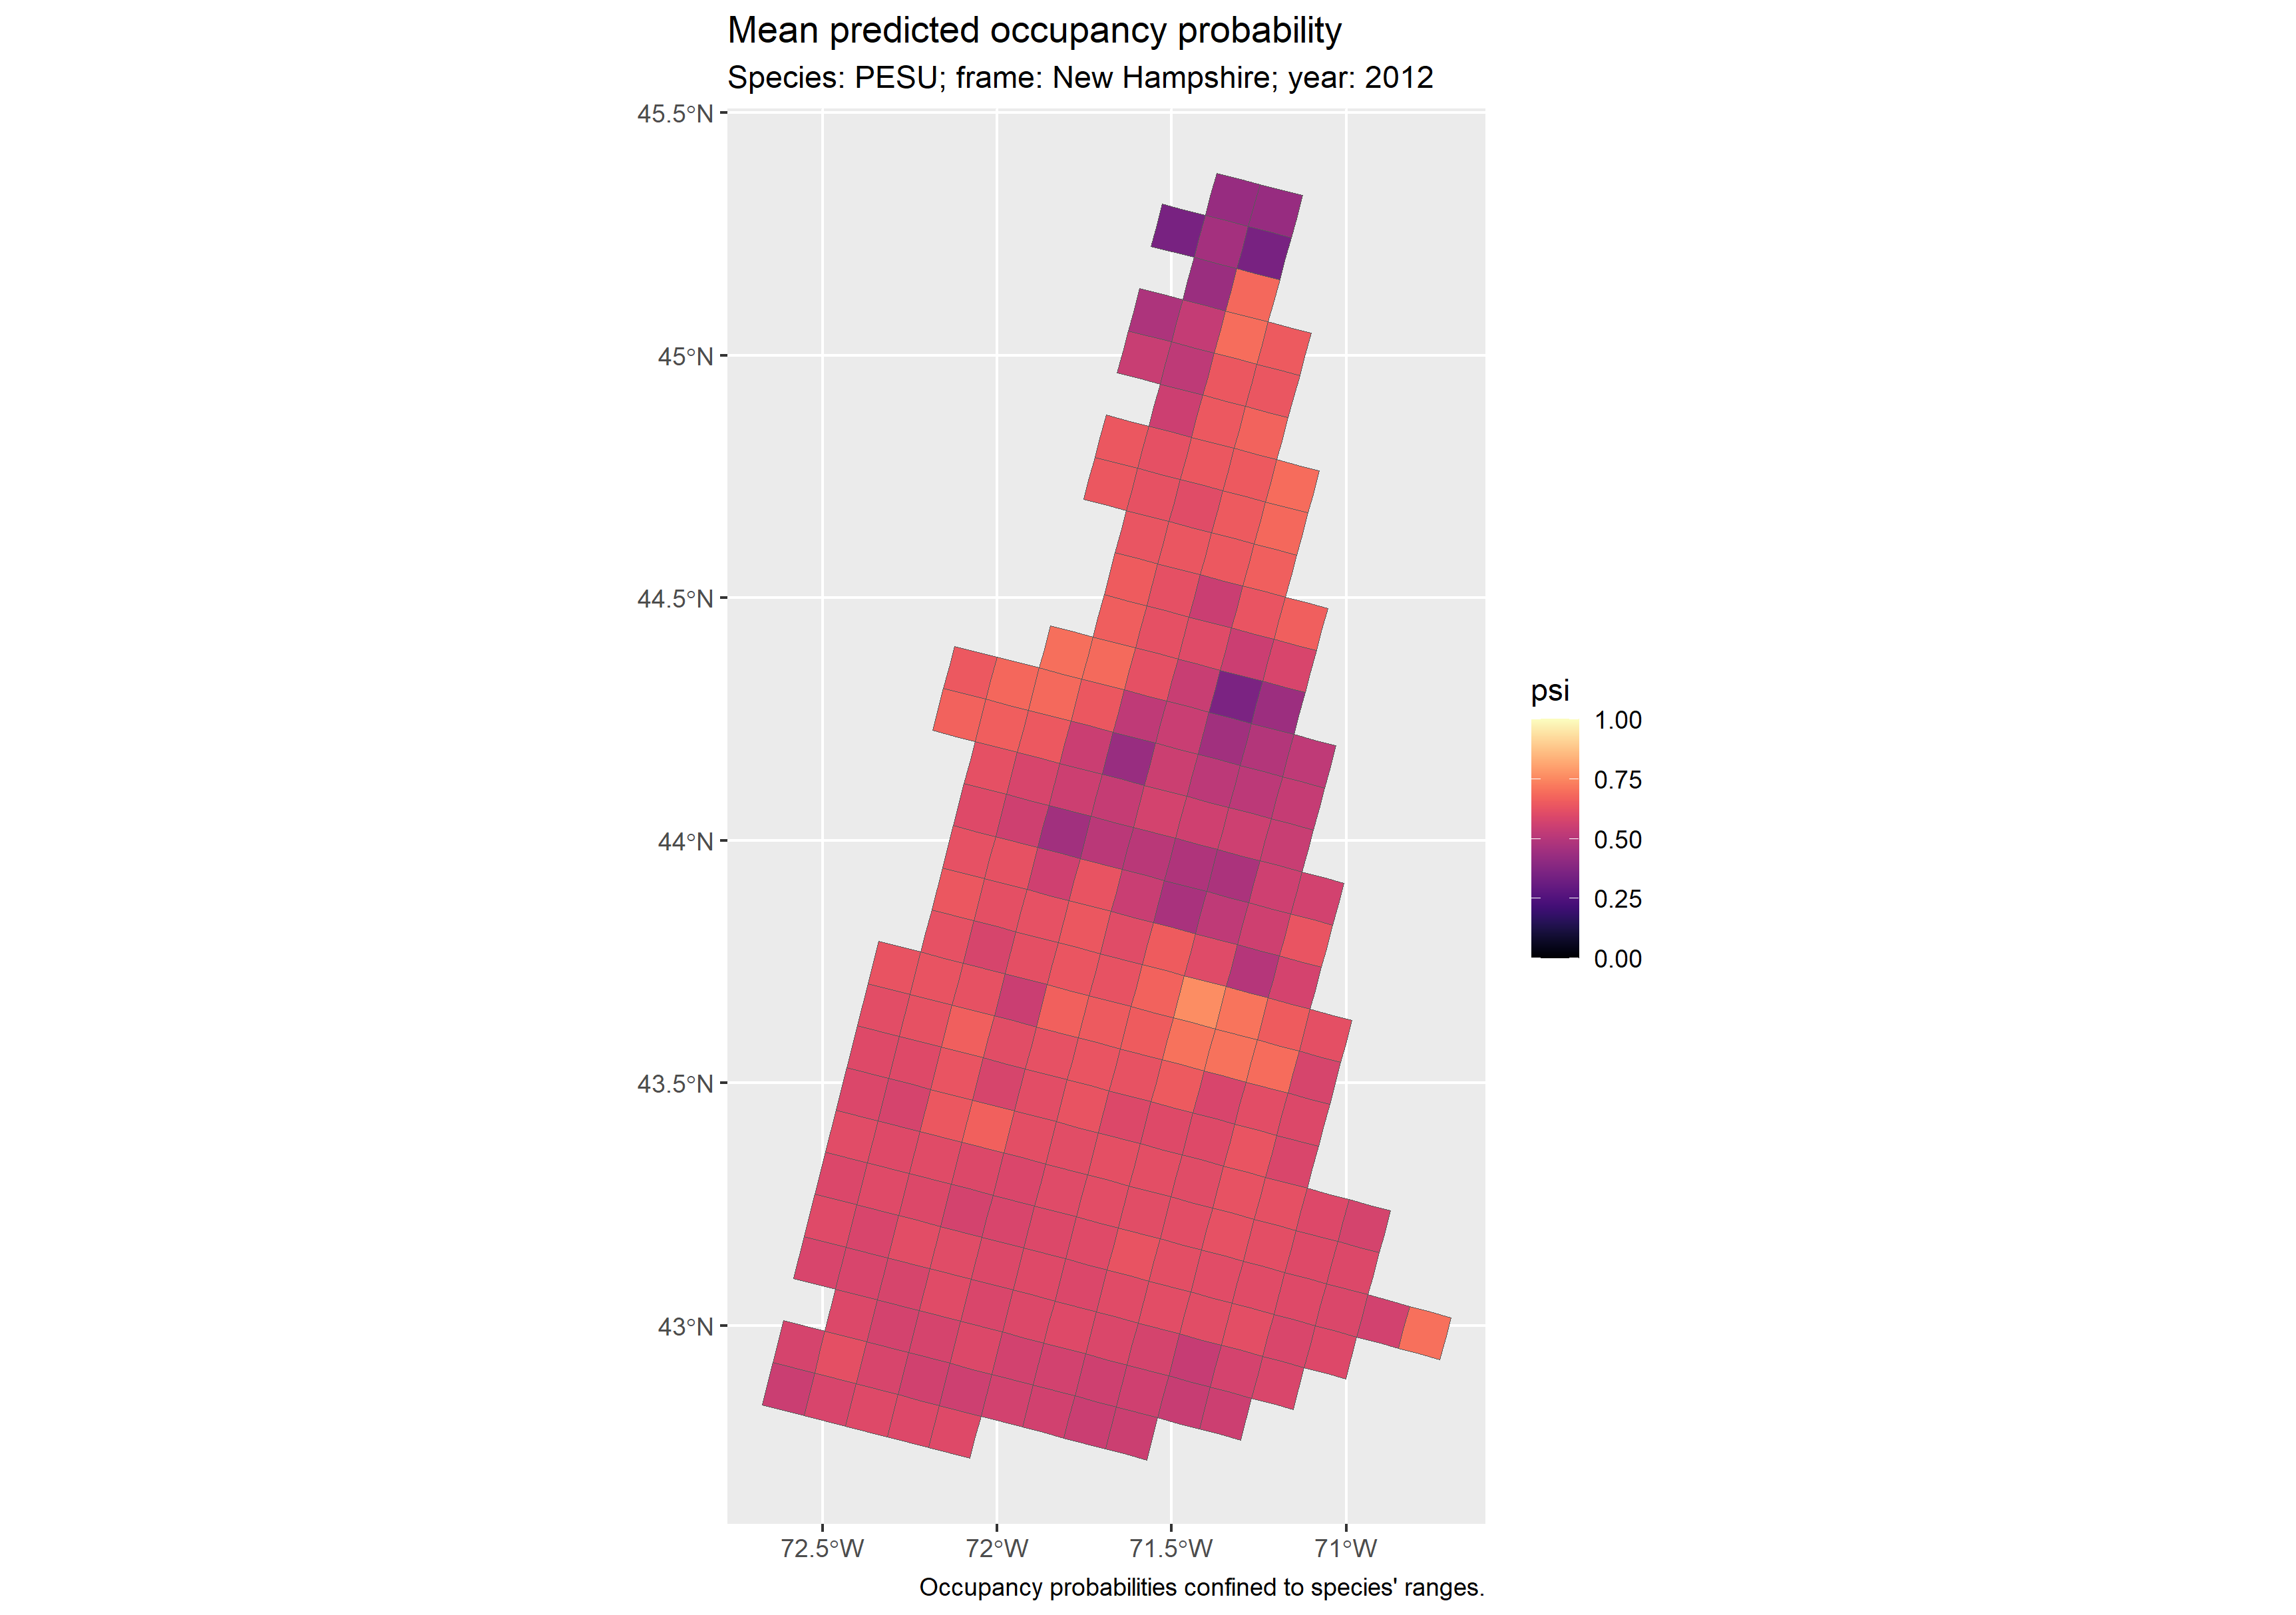 Mean predicted occupancy probability
Species: PESU; frame: New Hampshire; year: 2012
45.5°N
45°N
44.5°N
44°N
43.5°N
43°N
72.5°W
72°W
71.5°W
71°W
psi
1.00
0.75
0.50
0.25
0.00
Occupancy probabilities confined to species' ranges.